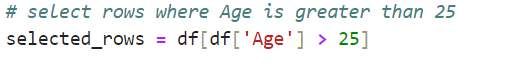 # select rows where Age is greater than 25
selected_rows = df[df['Age'] > 25]